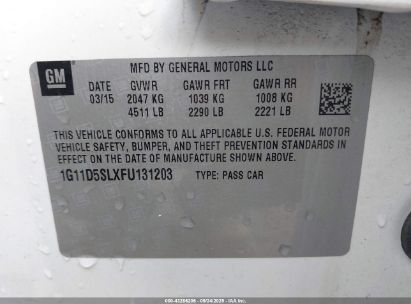 GM
MFD BY GENERAL MOTORS LLC
DATE GVWR GAWR FRT GAWR RR
03/15 2047 KG 1039 KG 1008 KG
4511 LB 2290 LB 2221 LB
THIS VEHICLE CONFORMS TO ALL APPLICABLE U.S. FEDERAL MOTOR
VEHICLE SAFETY, BUMPER, AND THEFT PREVENTION STANDARDS IN
EFFECT ON THE DATE OF MANUFACTURE SHOWN ABOVE.
1G11D5SLXFU131203 TYPE: PASS CAR